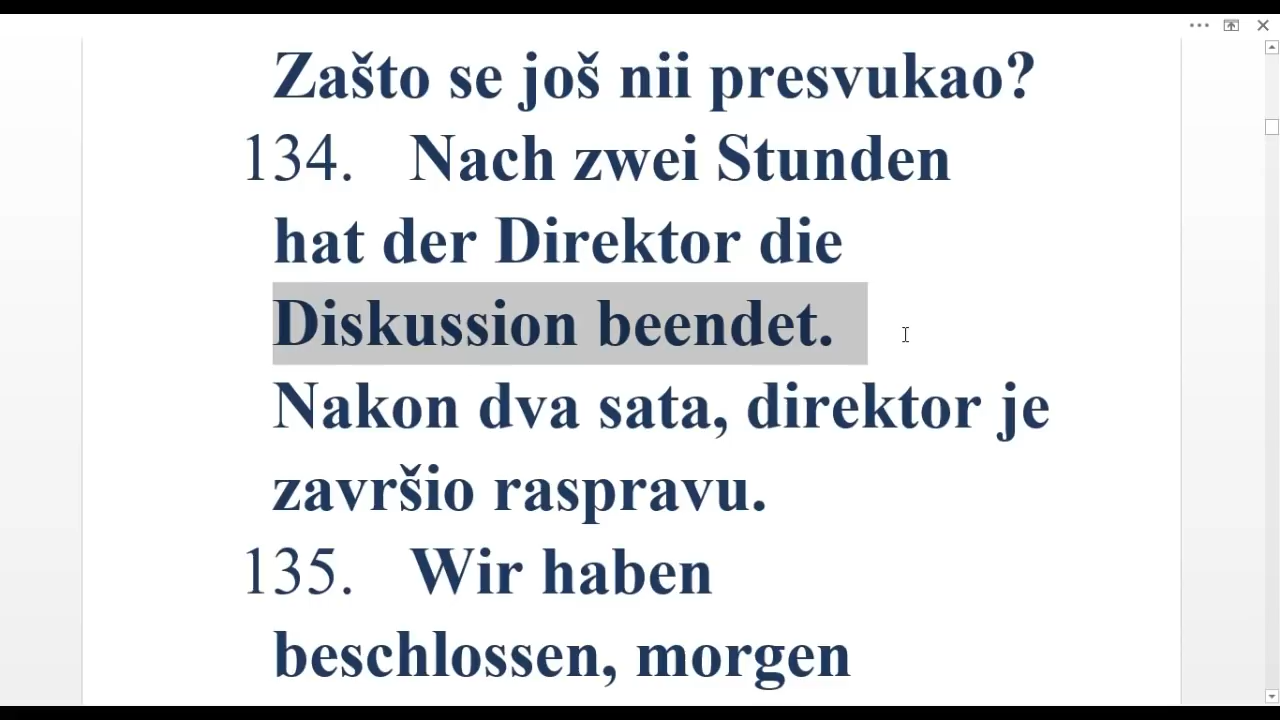 Zašto se još nii presvukao?
134. Nach zwei Stunden
hat der Direktor die
Diskussion beendet.
Nakon dva sata, direktor je
završio raspravu.
135. Wir haben
beschlossen, morgen